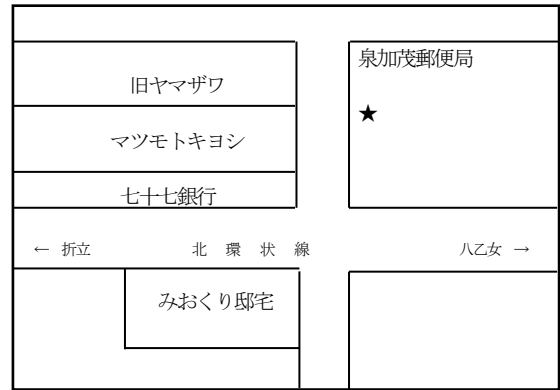 泉加茂郵便局
旧ヤマザワ
★
マツモトキヨシ
七十七銀行
← 折立 北環状線 八乙女 →
みおくり邸宅